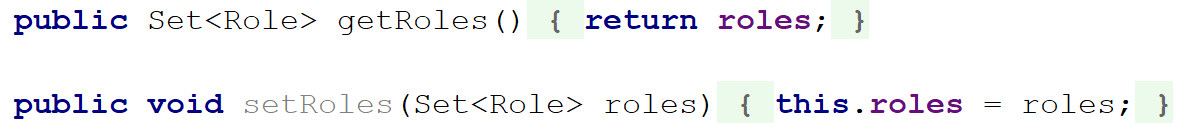 public Set<Role> getRoles() { return roles; }
public void setRoles(Set<Role> roles) { this.roles = roles; }